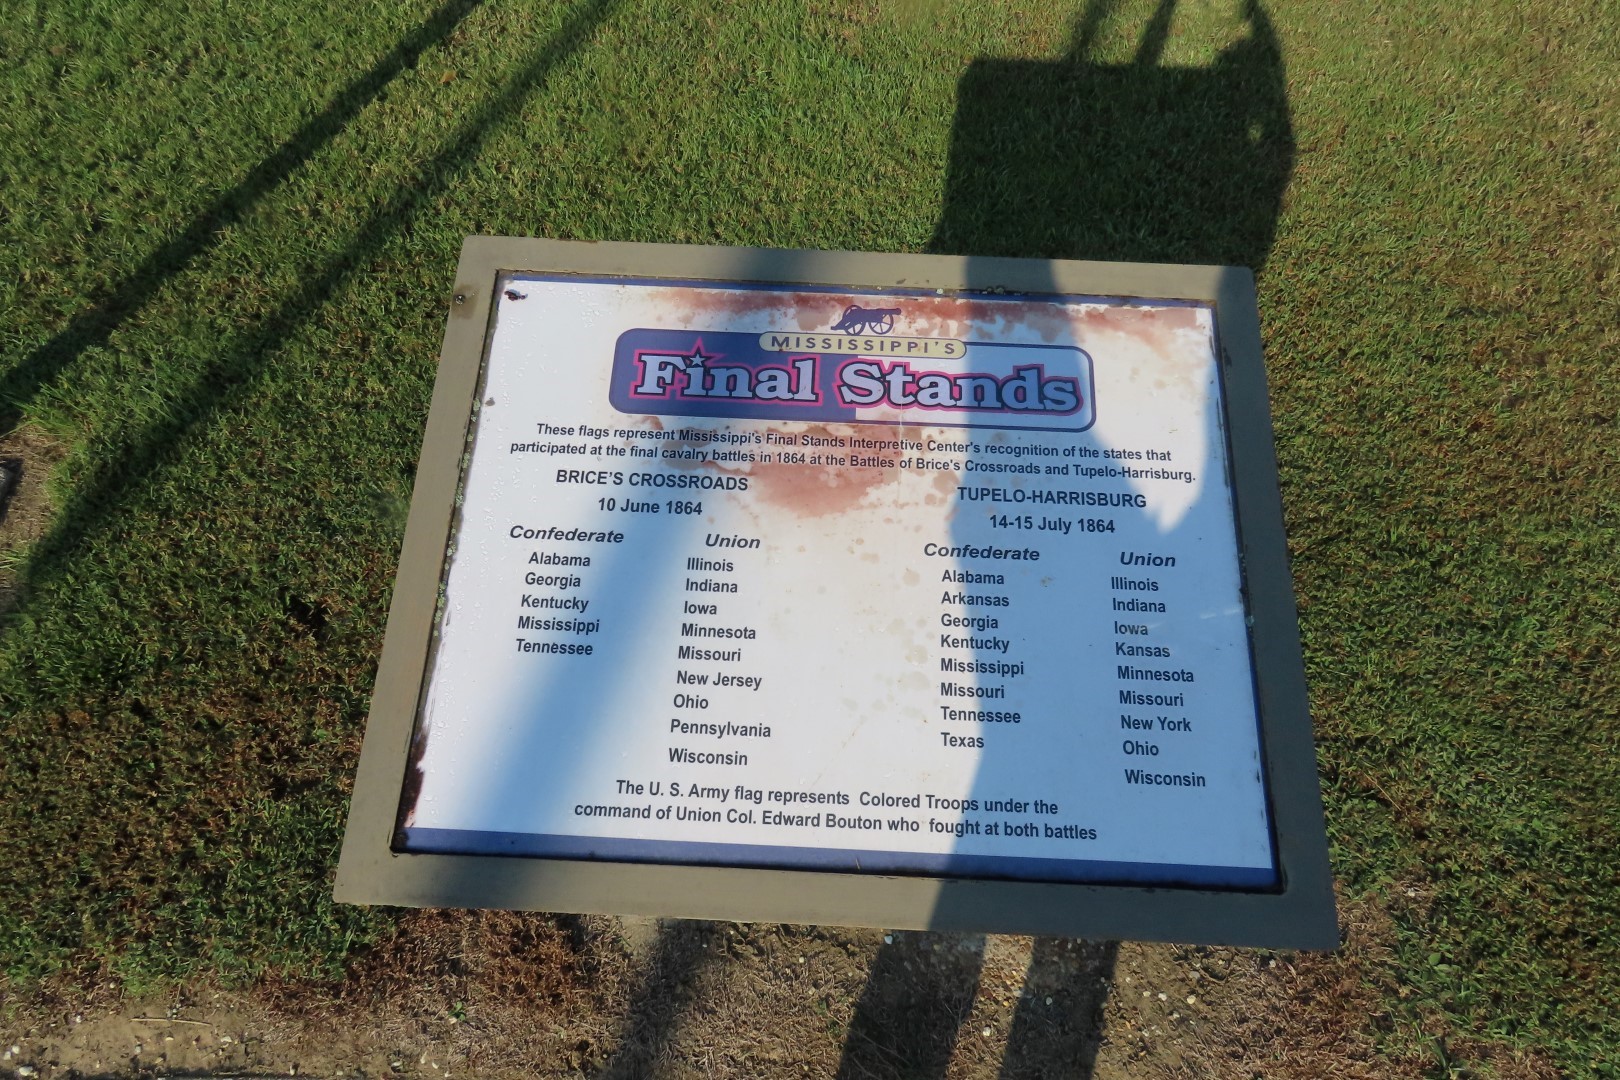 MISSISSIPPI'S
Final Stands
These flags represent Mississippi's Final Stands Interpretive Center's recognition of the states that
participated at the final cavalry battles in 1864 at the Battles of Brice's Crossroads and Tupelo-Harrisburg.
BRICE'S CROSSROADS
10 June 1864
Confederate
Alabama
Georgia
Kentucky
Mississippi
Tennessee
Union
Illinois
Indiana
Iowa
Minnesota
Missouri
New Jersey
Ohio
Pennsylvania
Wisconsin
TUPELO-HARRISBURG
14-15 July 1864
Confederate
Alabama
Arkansas
Georgia
Kentucky
Mississippi
Missouri
Tennessee
Texas
Union
Illinois
Indiana
Iowa
Kansas
Minnesota
Missouri
New York
Ohio
Wisconsin
The U. S. Army flag represents Colored Troops under the
command of Union Col. Edward Bouton who fought at both battles